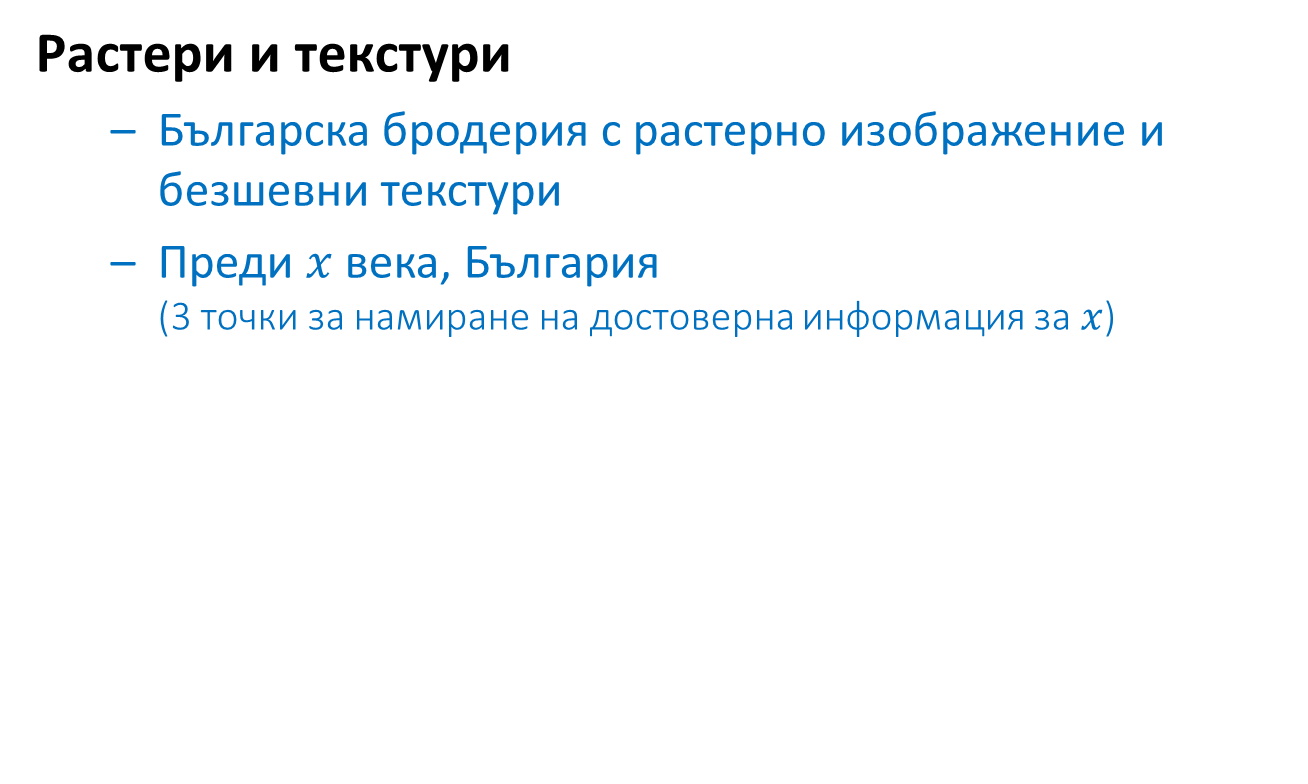 Растери и текстури
– Българска бродерия с растерно изображение и
безшевни текстури
– Преди x века, България
(3 точки за намиране на достоверна информация за x)